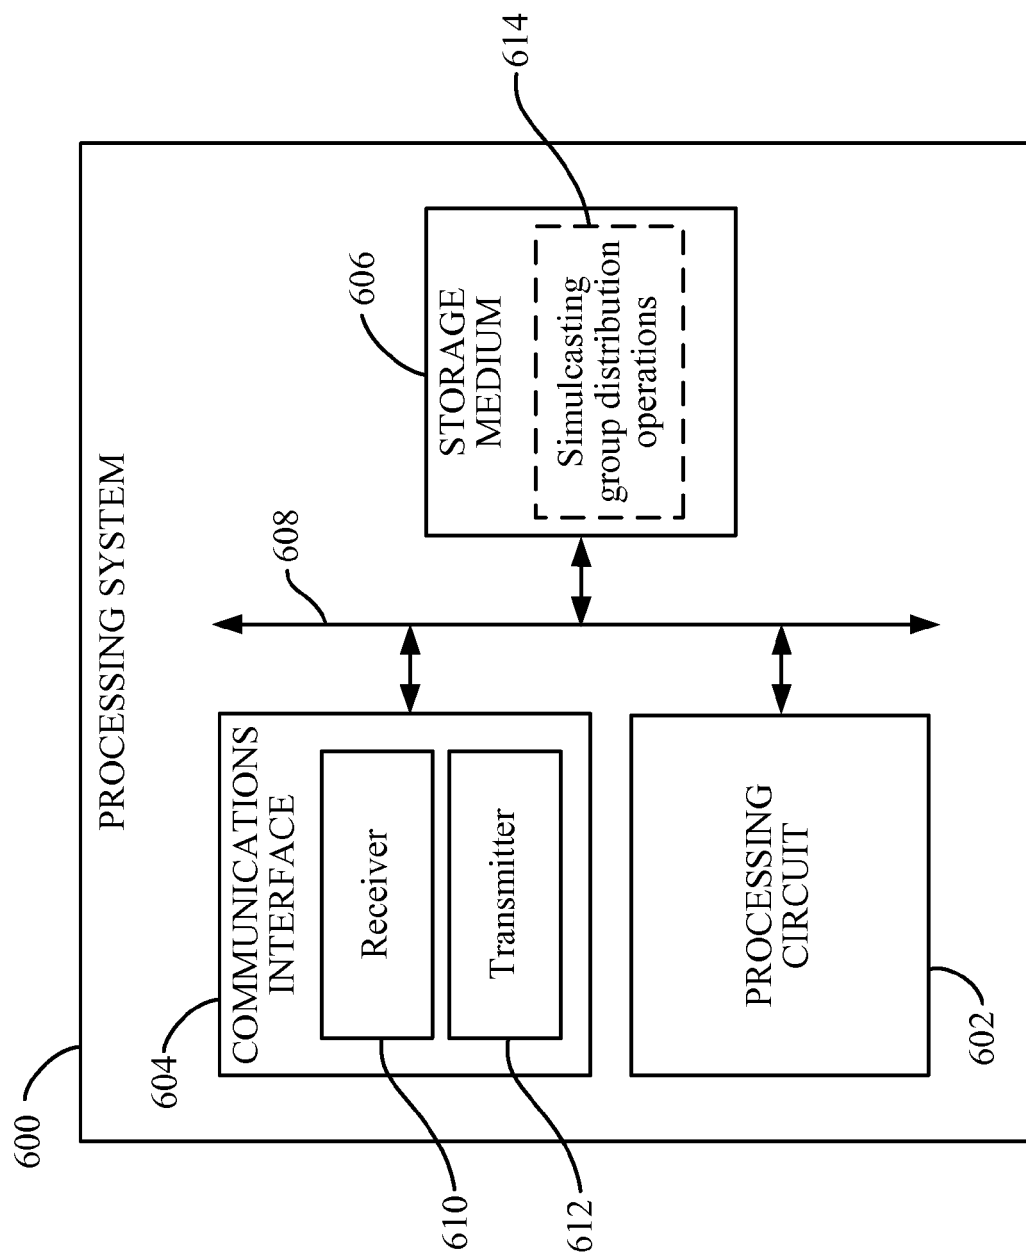 600
PROCESSING SYSTEM
604
COMMUNICATIONS
INTERFACE
610
Receiver
612
Transmitter
602
PROCESSING
CIRCUIT
608
606
STORAGE
MEDIUM
614
Simulcasting
group distribution
operations